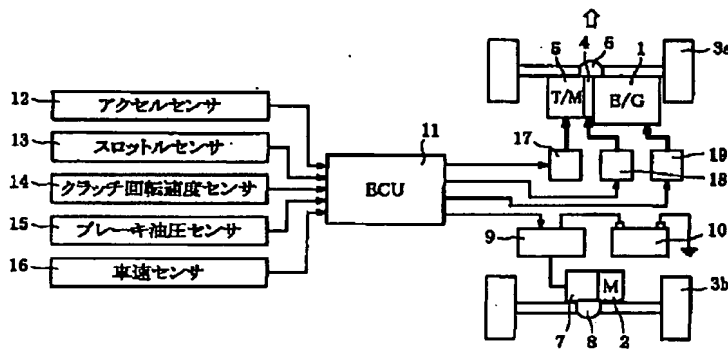 5 4 6 1
3a
T/M E/G
12 アクセルセンサ
13 スロットルセンサ
14 クラッチ回転速度センサ
15 ブレーキ油圧センサ
16 車速センサ
11
ECU
17
18
19
9
10
M
7 8 2
3b